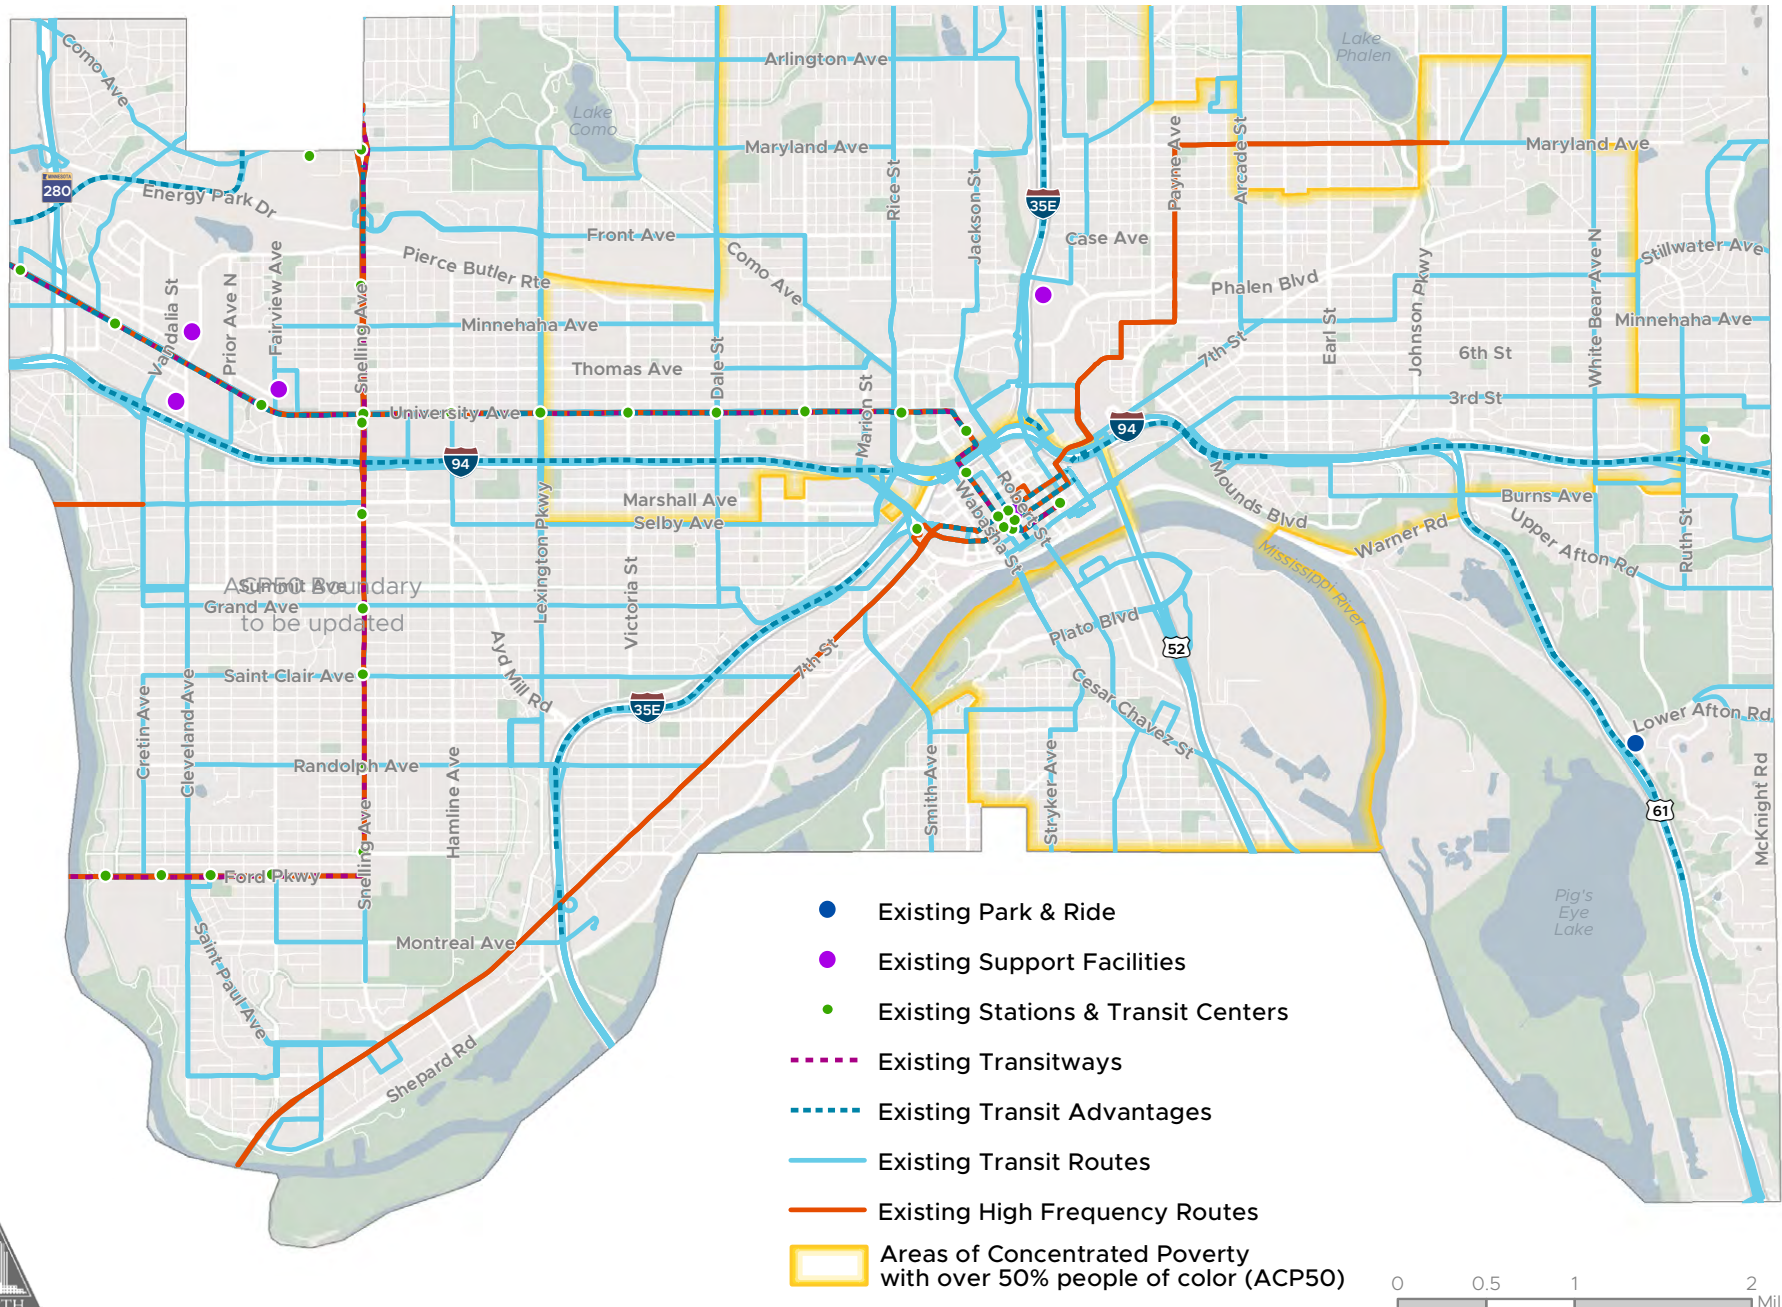 Como Ave
Arlington Ave
Lake
Phalen
Lake
Como
Maryland Ave
Payne Ave
Arcade St
Maryland Ave
MINNESOTA
280
Energy Park Dr
Rice St
Jackson St
35E
Front Ave
Case Ave
Stillwater Ave
Pierce Butler Rte
Como Ave
Phalen Blvd
Johnson Pkwy
White Bear Ave N
Vandalia St
Prior Ave N
Fairview Ave
Snelling Ave
Minnehaha Ave
Minnehaha Ave
Earl St
7th St
6th St
Thomas Ave
Dale St
Marion St
3rd St
University Ave
94
94
Lexington Pkwy
Marshall Ave
Selby Ave
Wabasha St
Robert St
Mounds Blvd
Burns Ave
Warner Rd
Upper Afton Rd
Ruth St
Mississippi River
Summit Ave
ACP50 Boundary
to be updated
Grand Ave
Victoria St
Plato Blvd
52
Saint Clair Ave
Ayd Mill Rd
7th St
Cesar Chavez St
35E
Lower Afton Rd
Cretin Ave
Cleveland Ave
Randolph Ave
Hamline Ave
Smith Ave
Stryker Ave
McKnight Rd
61
Snelling Ave
Ford Pkwy
Pig's
Eye
Lake
Saint Paul Ave
Montreal Ave
Shepard Rd
Existing Park & Ride
Existing Support Facilities
Existing Stations & Transit Centers
Existing Transitways
Existing Transit Advantages
Existing Transit Routes
Existing High Frequency Routes
Areas of Concentrated Poverty
with over 50% people of color (ACP50)
0 0.5 1 2
Mil
TH